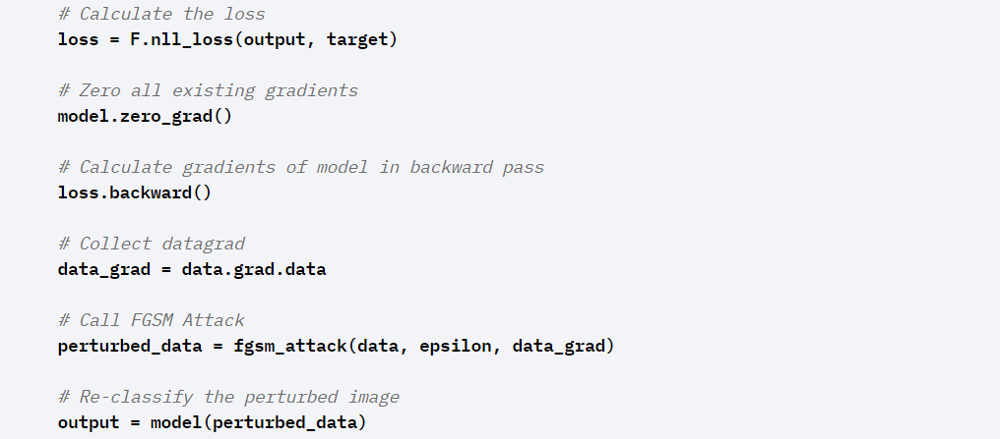 # Calculate the loss
loss = F.nll_loss(output, target)
# Zero all existing gradients
model.zero_grad()
# Calculate gradients of model in backward pass
loss.backward()
# Collect datagrad
data_grad = data.grad.data
# Call FGSM Attack
perturbed_data = fgsm_attack(data, epsilon, data_grad)
# Re-classify the perturbed image
output = model(perturbed_data)